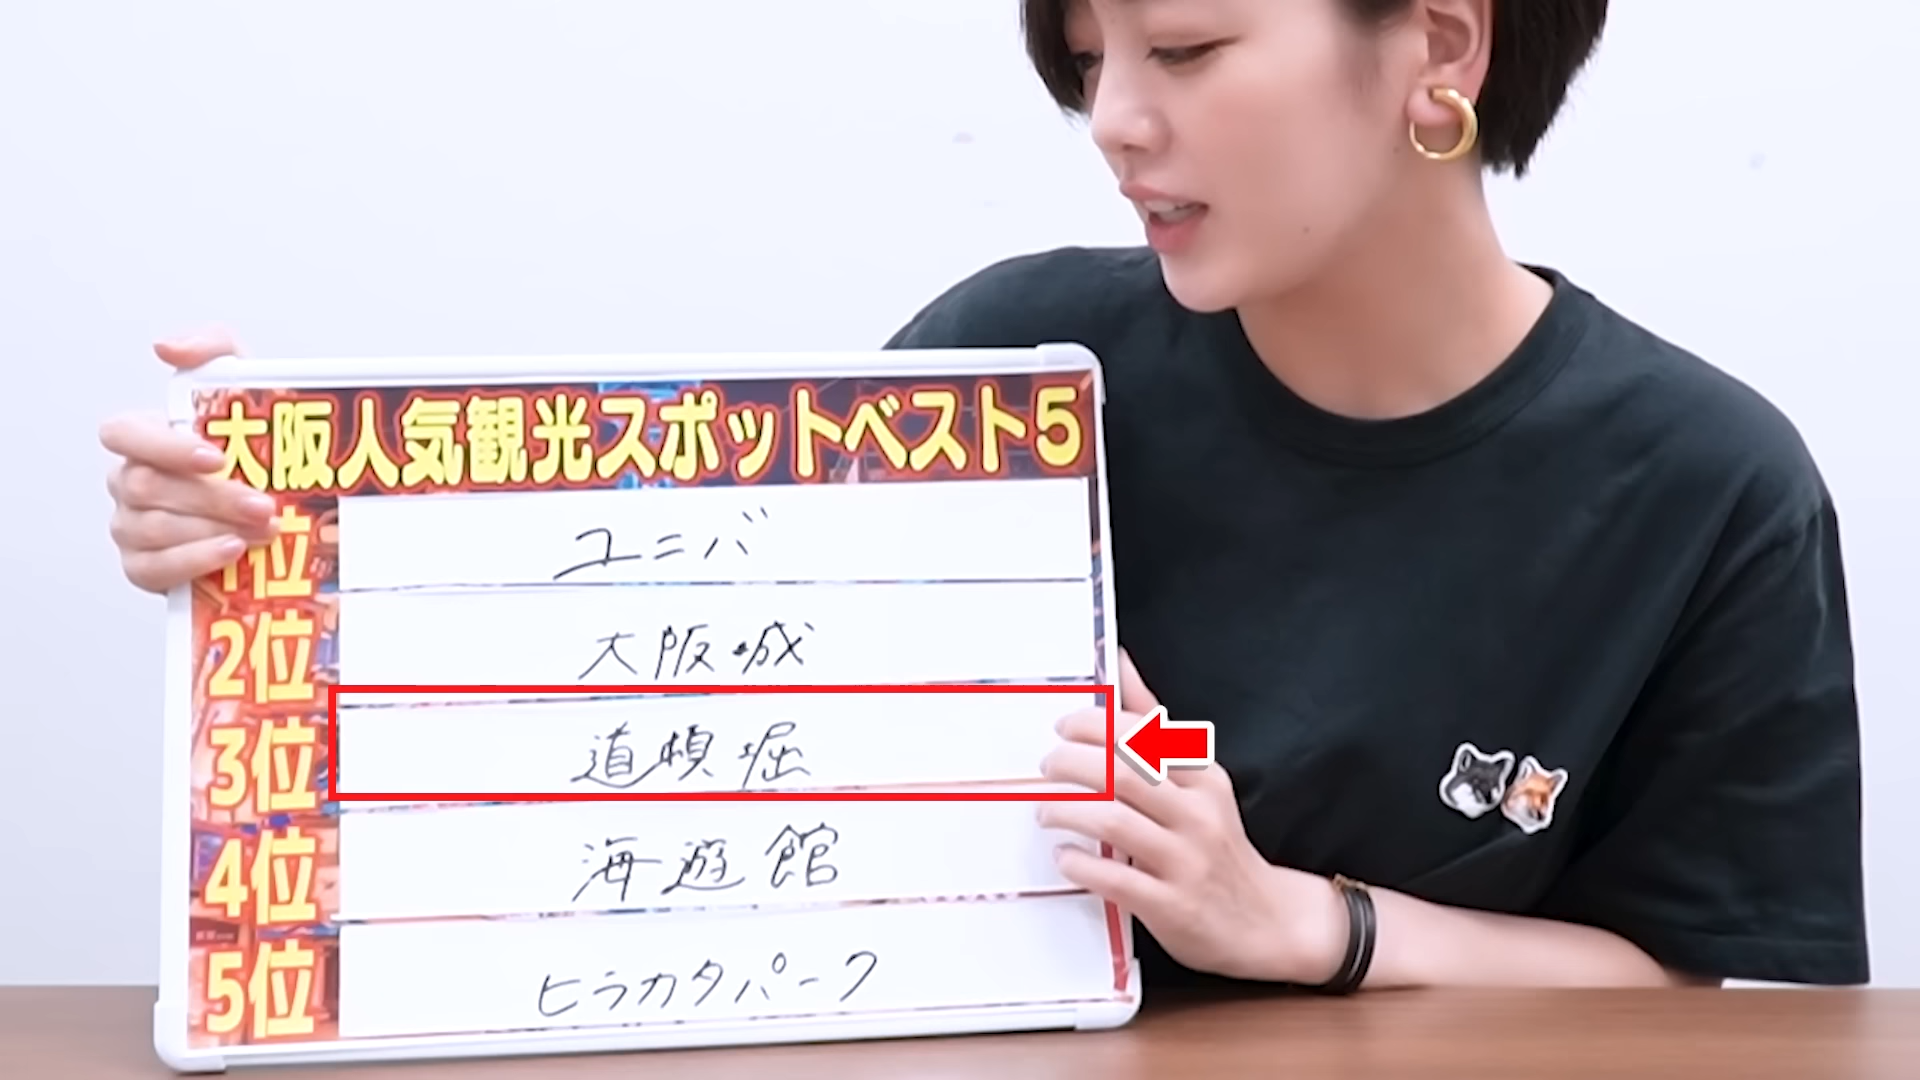 大阪人気観光スポットベスト5
1位 ユニバ
2位 大阪城
3位 道頓堀
4位 海遊館
5位 ヒラカタパーク